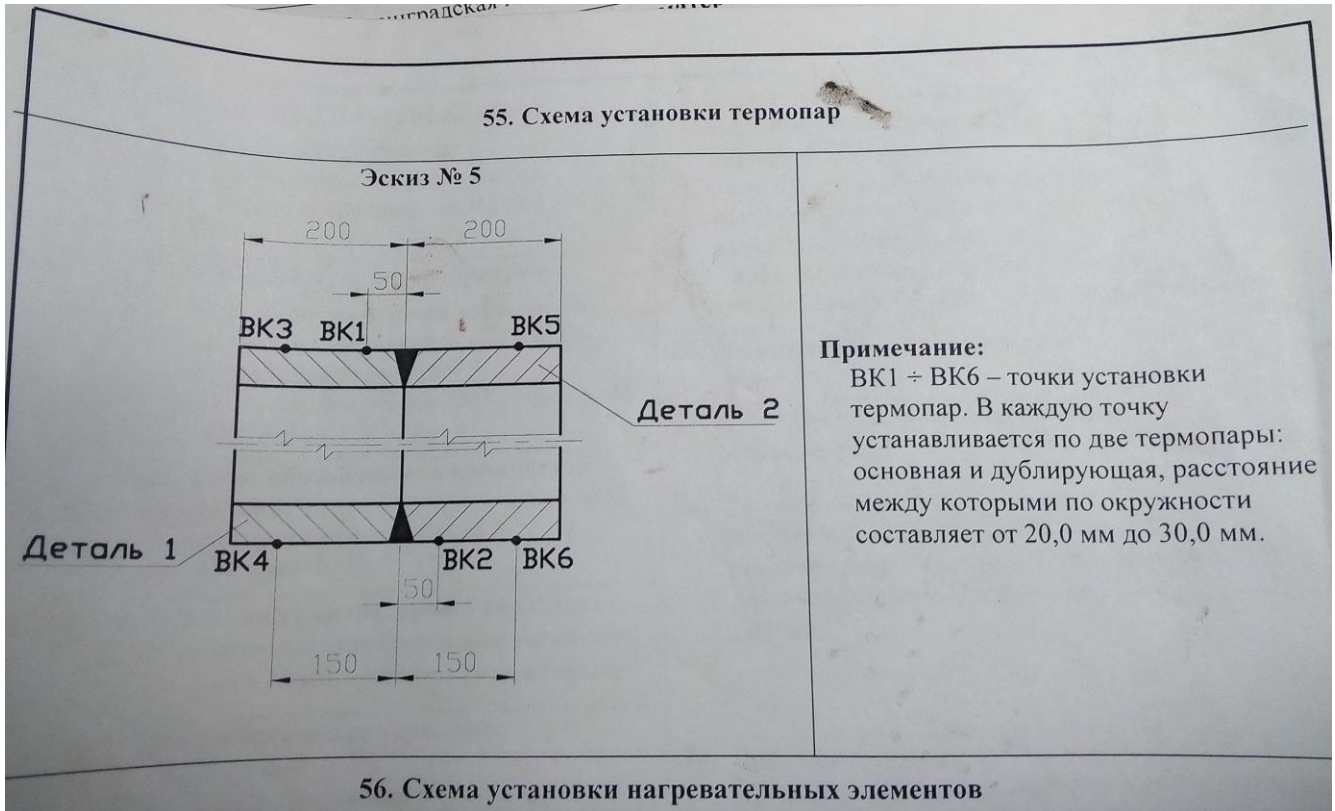 55. Схема установки термопар
Эскиз № 5
200 200
50
ВК3 ВК1 ВК5
Примечание:
ВК1 ÷ ВК6 – точки установки
термопар. В каждую точку
устанавливается по две термопары:
основная и дублирующая, расстояние
между которыми по окружности
составляет от 20,0 мм до 30,0 мм.
Деталь 2
Деталь 1
ВК4 ВК2 ВК6
50
150 150
56. Схема установки нагревательных элементов